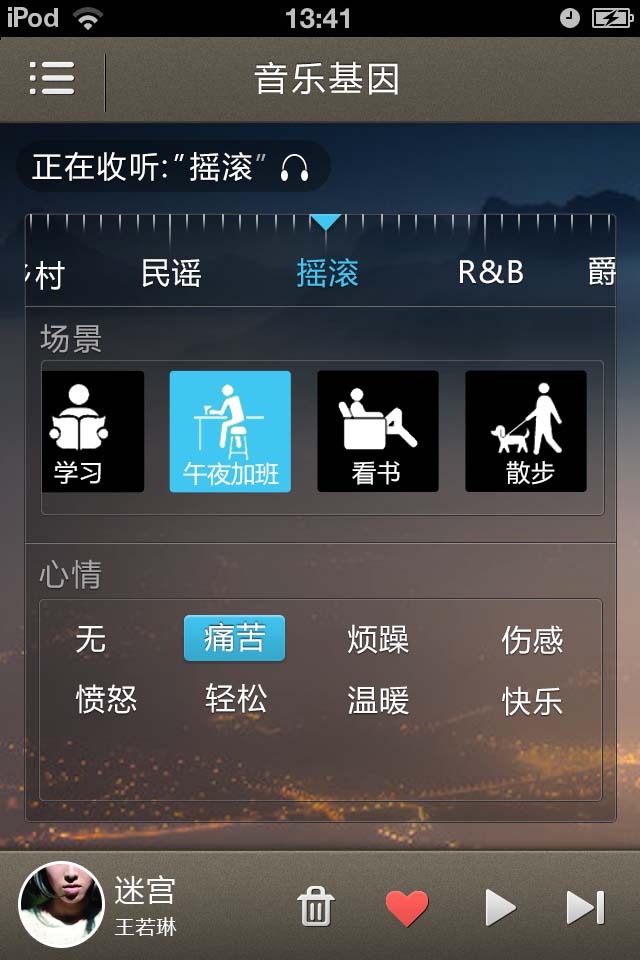 iPod 13:41
音乐基因
正在收听:"摇滚"
乡村 民谣 摇滚 R&B 爵
场景
学习 午夜加班 看书 散步
心情
无 痛苦 烦躁 伤感
愤怒 轻松 温暖 快乐
迷宫
王若琳